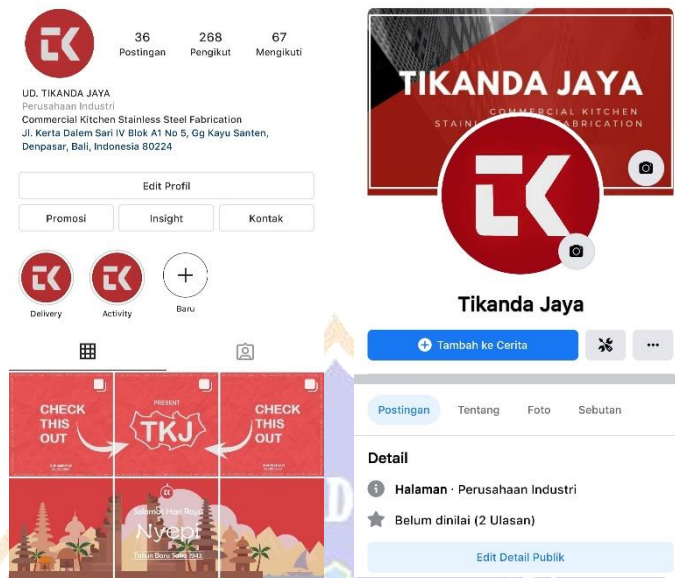 36 268 67
Postingan Pengikut Mengikuti
UD. TIKANDA JAYA
Perusahaan Industri
Commercial Kitchen Stainless Steel Fabrication
Jl. Kerta Dalem Sari IV Blok A1 No 5, Gg Kayu Santen,
Denpasar, Bali, Indonesia 80224
Edit Profil
Promosi Insight Kontak
Delivery Activity Baru
CHECK
THIS
OUT
PRESENT
TKJ
CHECK
THIS
OUT
Selamat Hari Raya
Nyepi
Tahun Baru Saka 1943
TIKANDA JAYA
COMMERCIAL KITCHEN
Tikanda Jaya
Tambah ke Cerita
Postingan Tentang Foto Sebutan
Detail
Halaman · Perusahaan Industri
Belum dinilai (2 Ulasan)
Edit Detail Publik